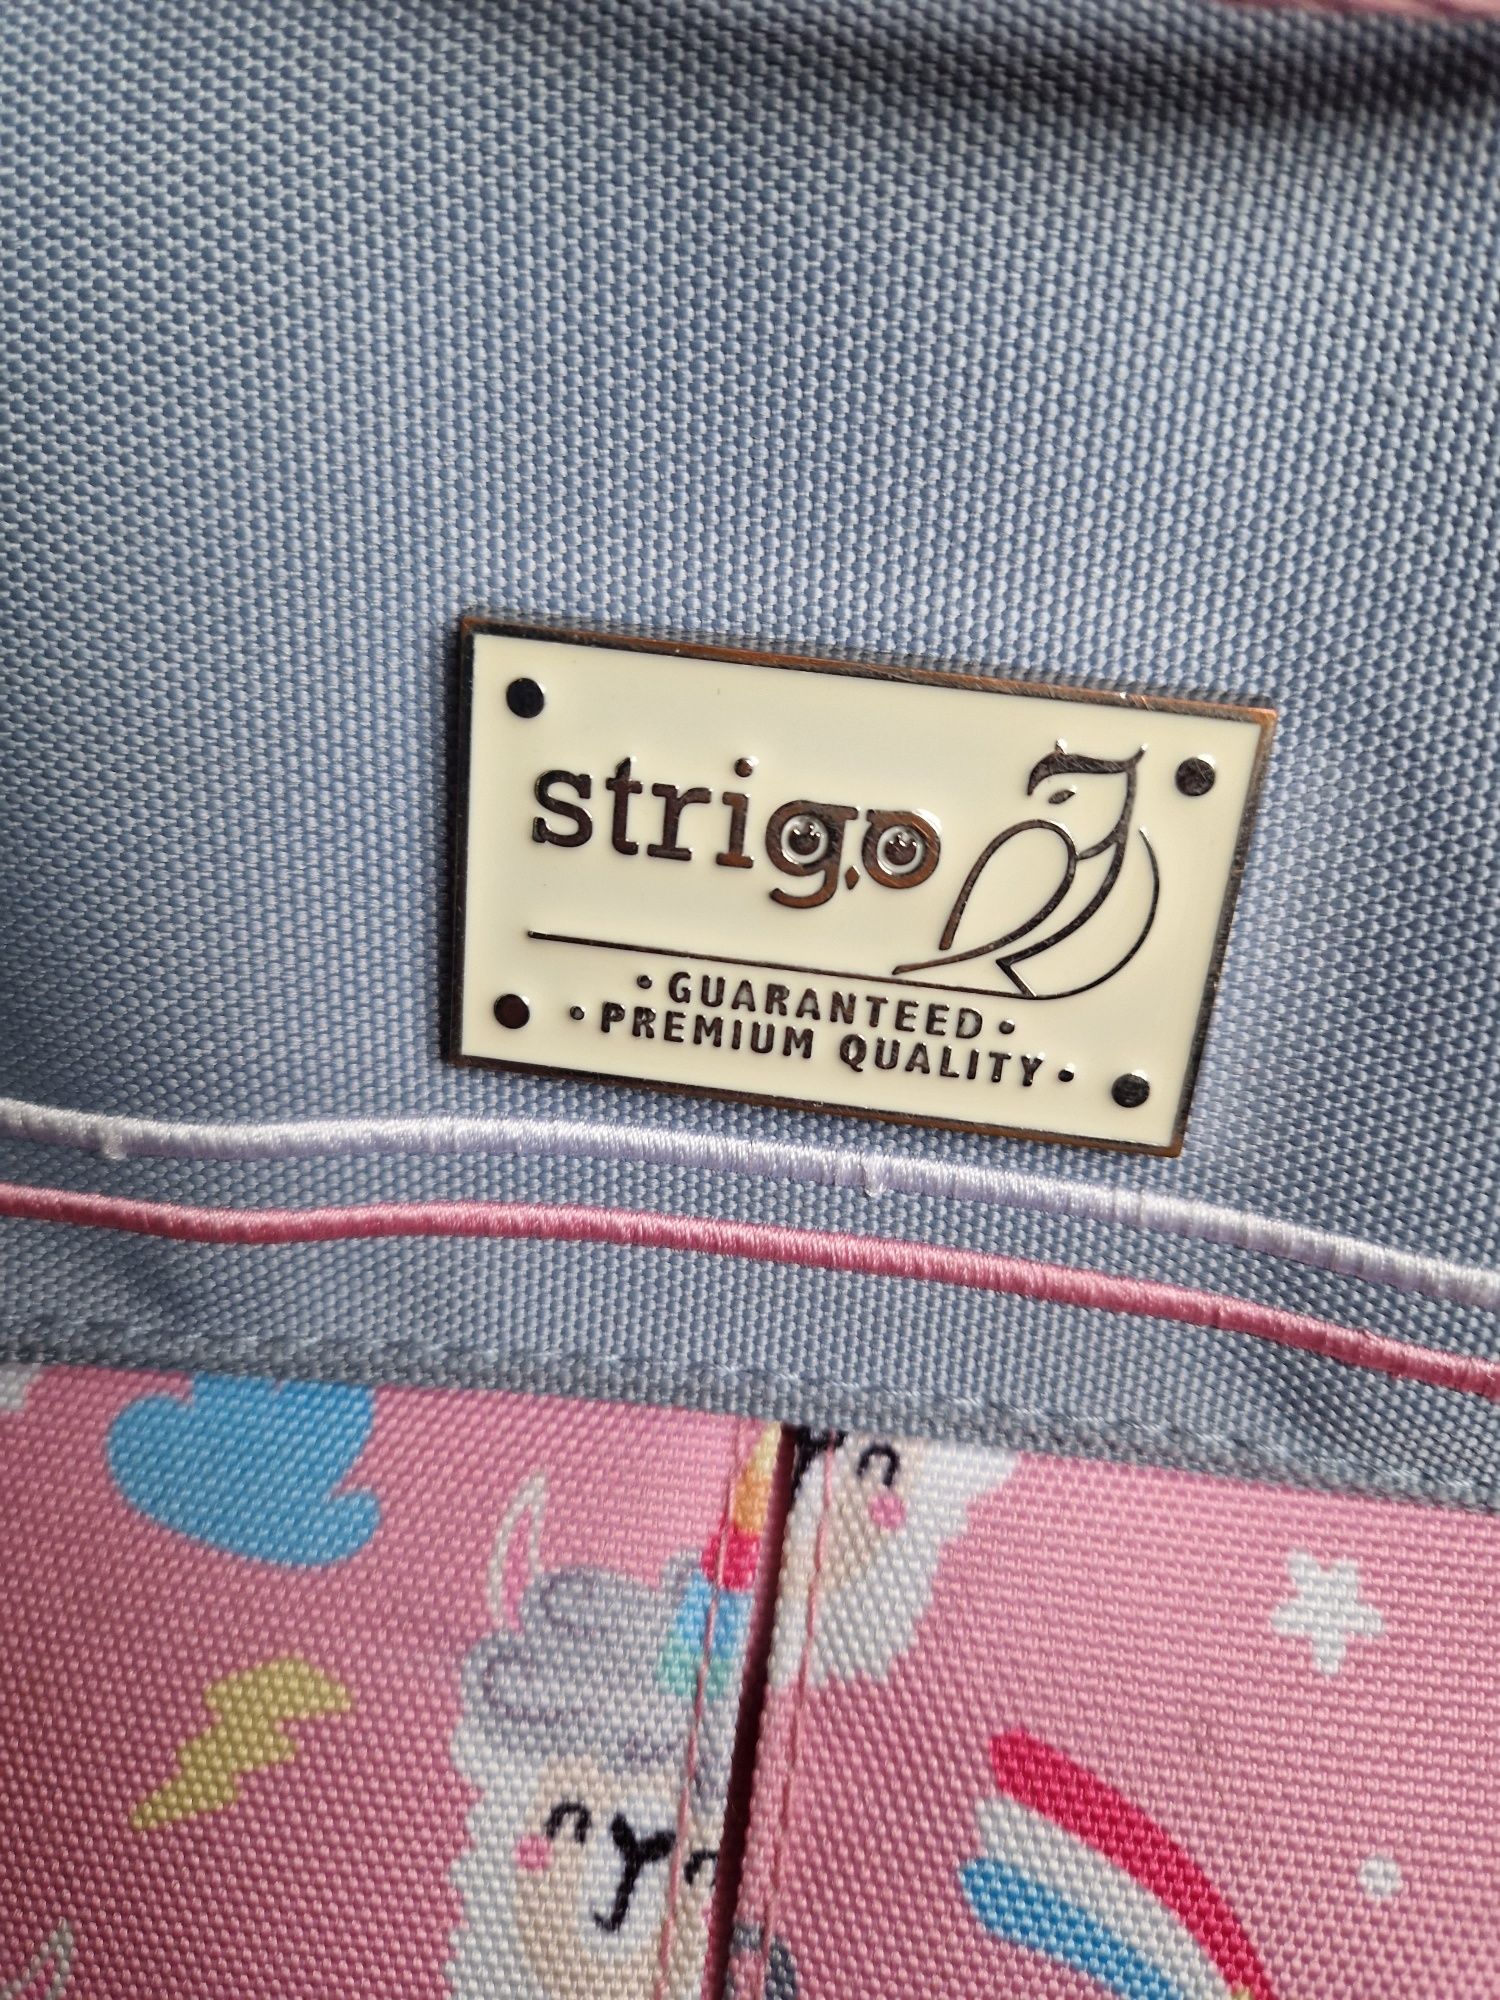 strigo
• GUARANTEED •
• PREMIUM QUALITY •